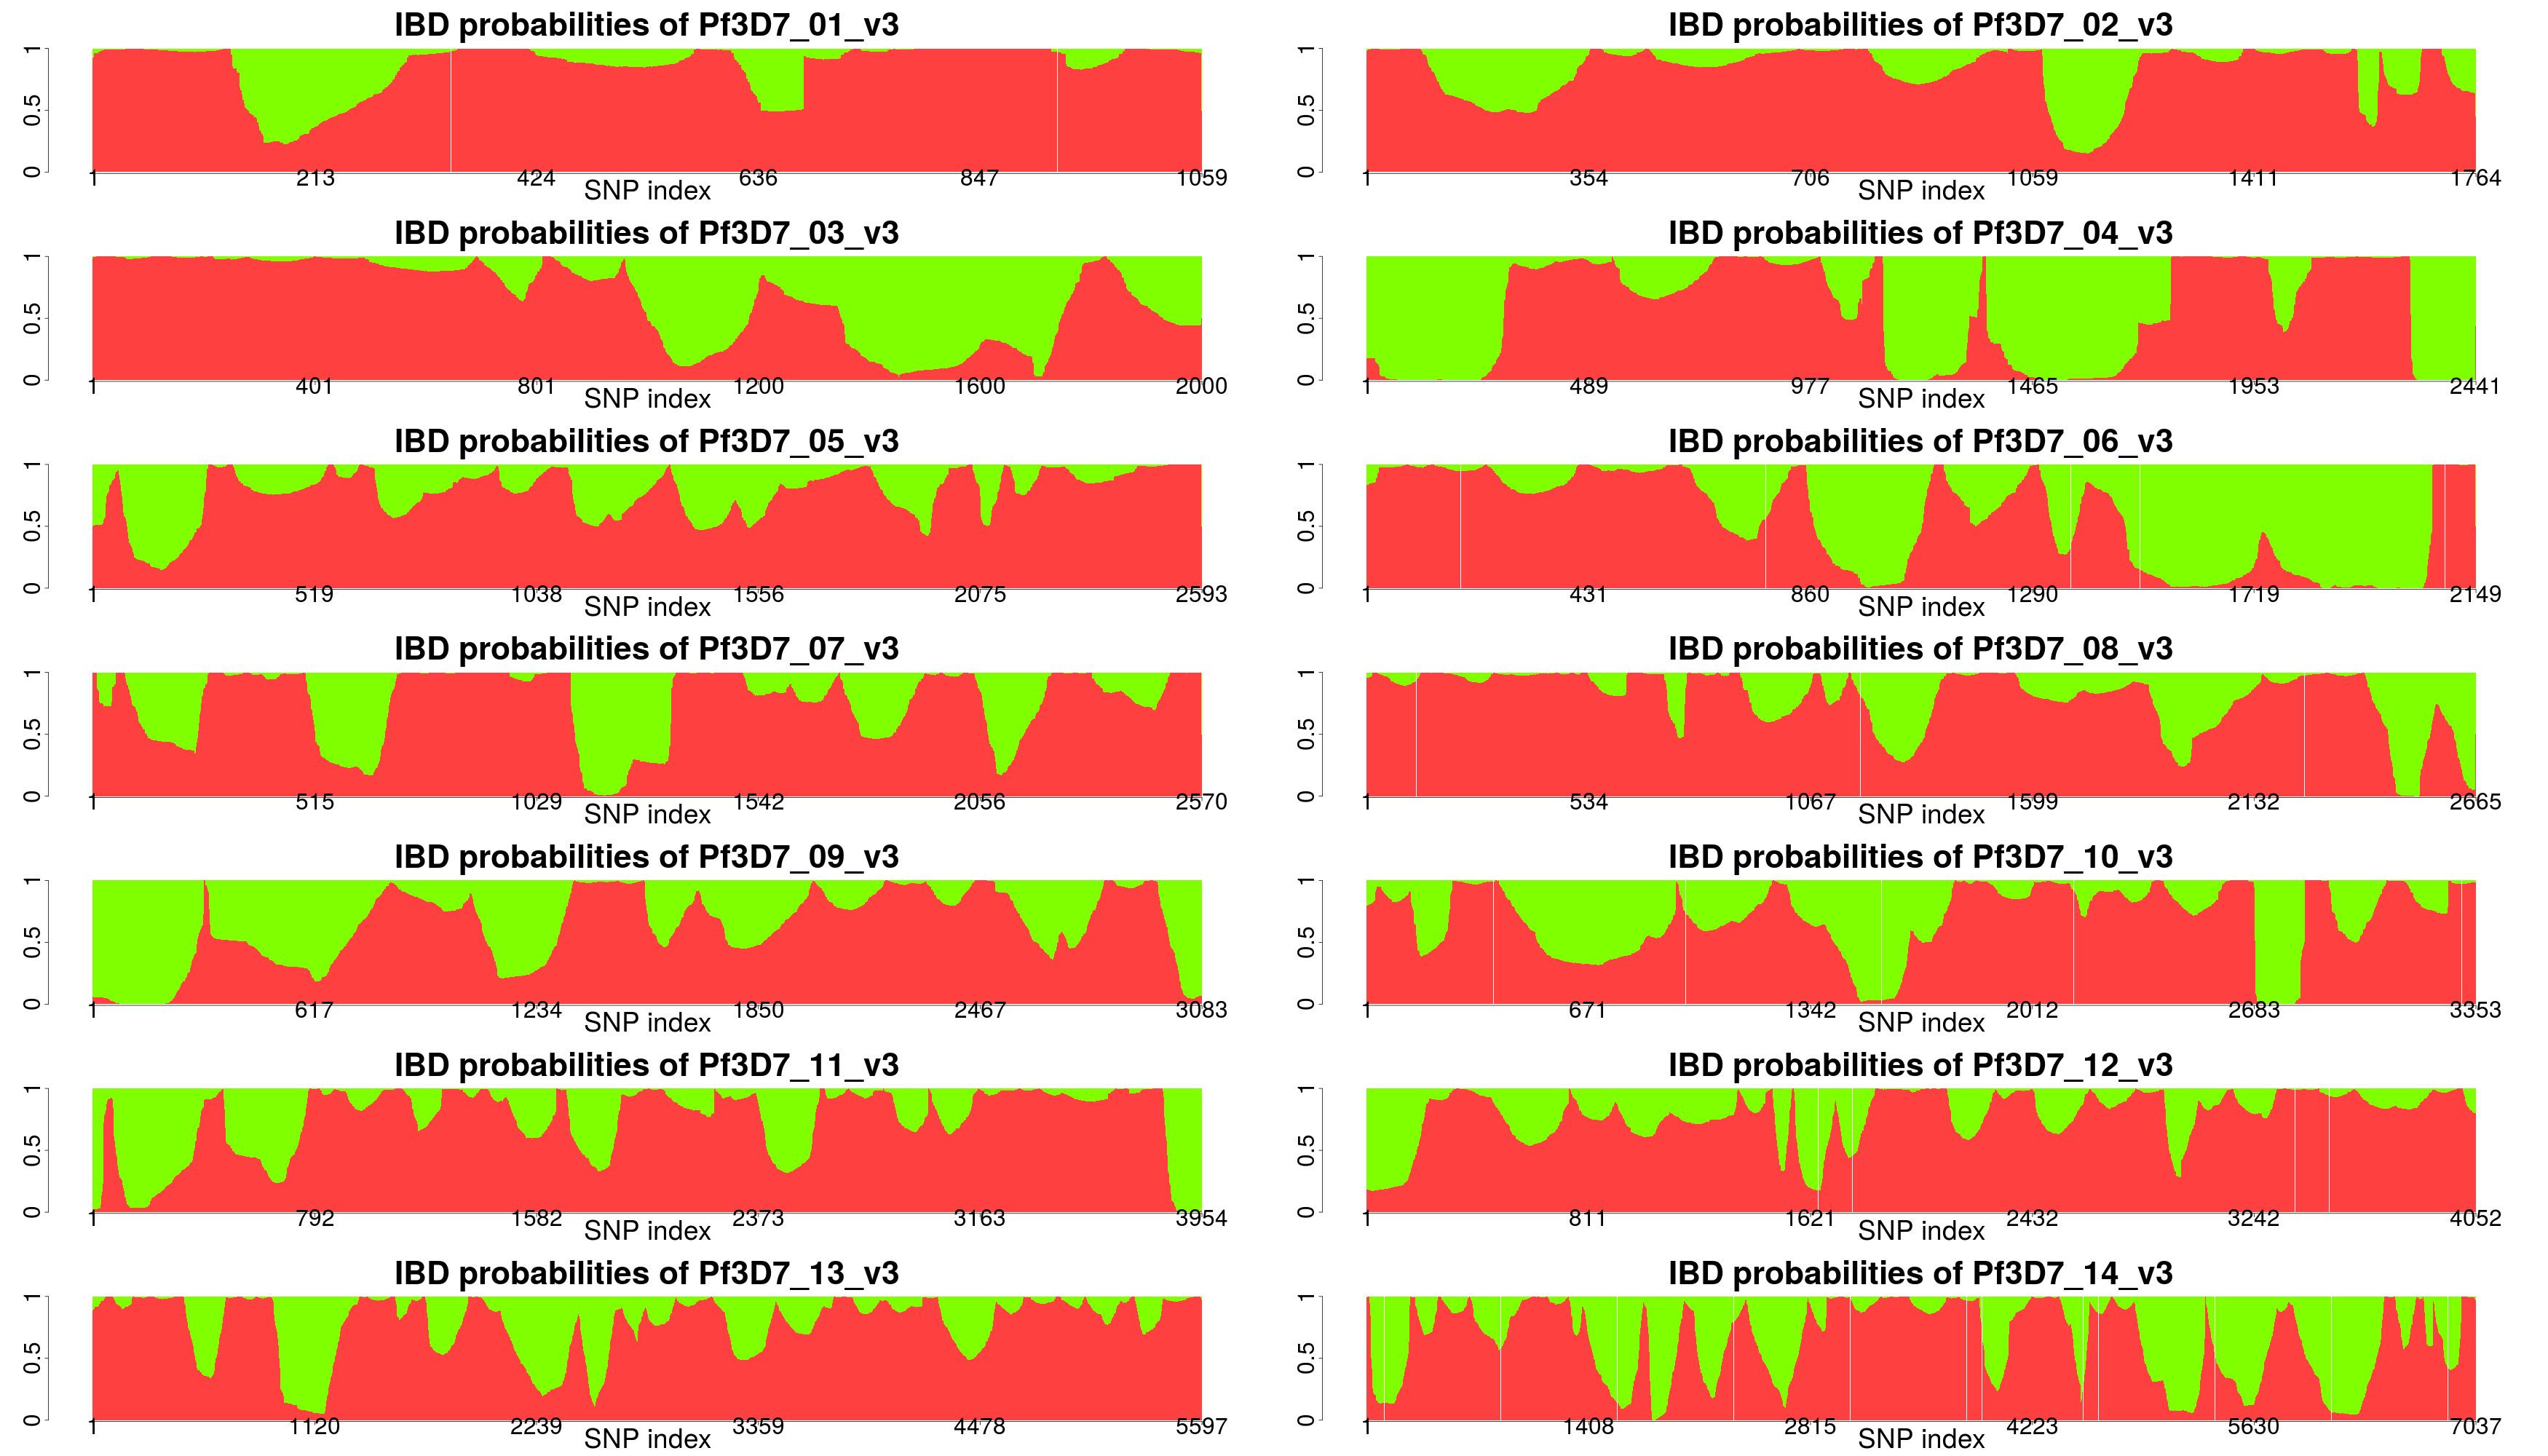 IBD probabilities of Pf3D7_01_v3
0 0.5 1
1 213 424 636 847 1059
SNP index
IBD probabilities of Pf3D7_02_v3
0 0.5 1
1 354 706 1059 1411 1764
SNP index
IBD probabilities of Pf3D7_03_v3
0 0.5 1
1 401 801 1200 1600 2000
SNP index
IBD probabilities of Pf3D7_04_v3
0 0.5 1
1 489 977 1465 1953 2441
SNP index
IBD probabilities of Pf3D7_05_v3
0 0.5 1
1 519 1038 1556 2075 2593
SNP index
IBD probabilities of Pf3D7_06_v3
0 0.5 1
1 431 860 1290 1719 2149
SNP index
IBD probabilities of Pf3D7_07_v3
0 0.5 1
1 515 1029 1542 2056 2570
SNP index
IBD probabilities of Pf3D7_08_v3
0 0.5 1
1 534 1067 1599 2132 2665
SNP index
IBD probabilities of Pf3D7_09_v3
0 0.5 1
1 617 1234 1850 2467 3083
SNP index
IBD probabilities of Pf3D7_10_v3
0 0.5 1
1 671 1342 2012 2683 3353
SNP index
IBD probabilities of Pf3D7_11_v3
0 0.5 1
1 792 1582 2373 3163 3954
SNP index
IBD probabilities of Pf3D7_12_v3
0 0.5 1
1 811 1621 2432 3242 4052
SNP index
IBD probabilities of Pf3D7_13_v3
0 0.5 1
1 1120 2239 3359 4478 5597
SNP index
IBD probabilities of Pf3D7_14_v3
0 0.5 1
1 1408 2815 4223 5630 7037
SNP index